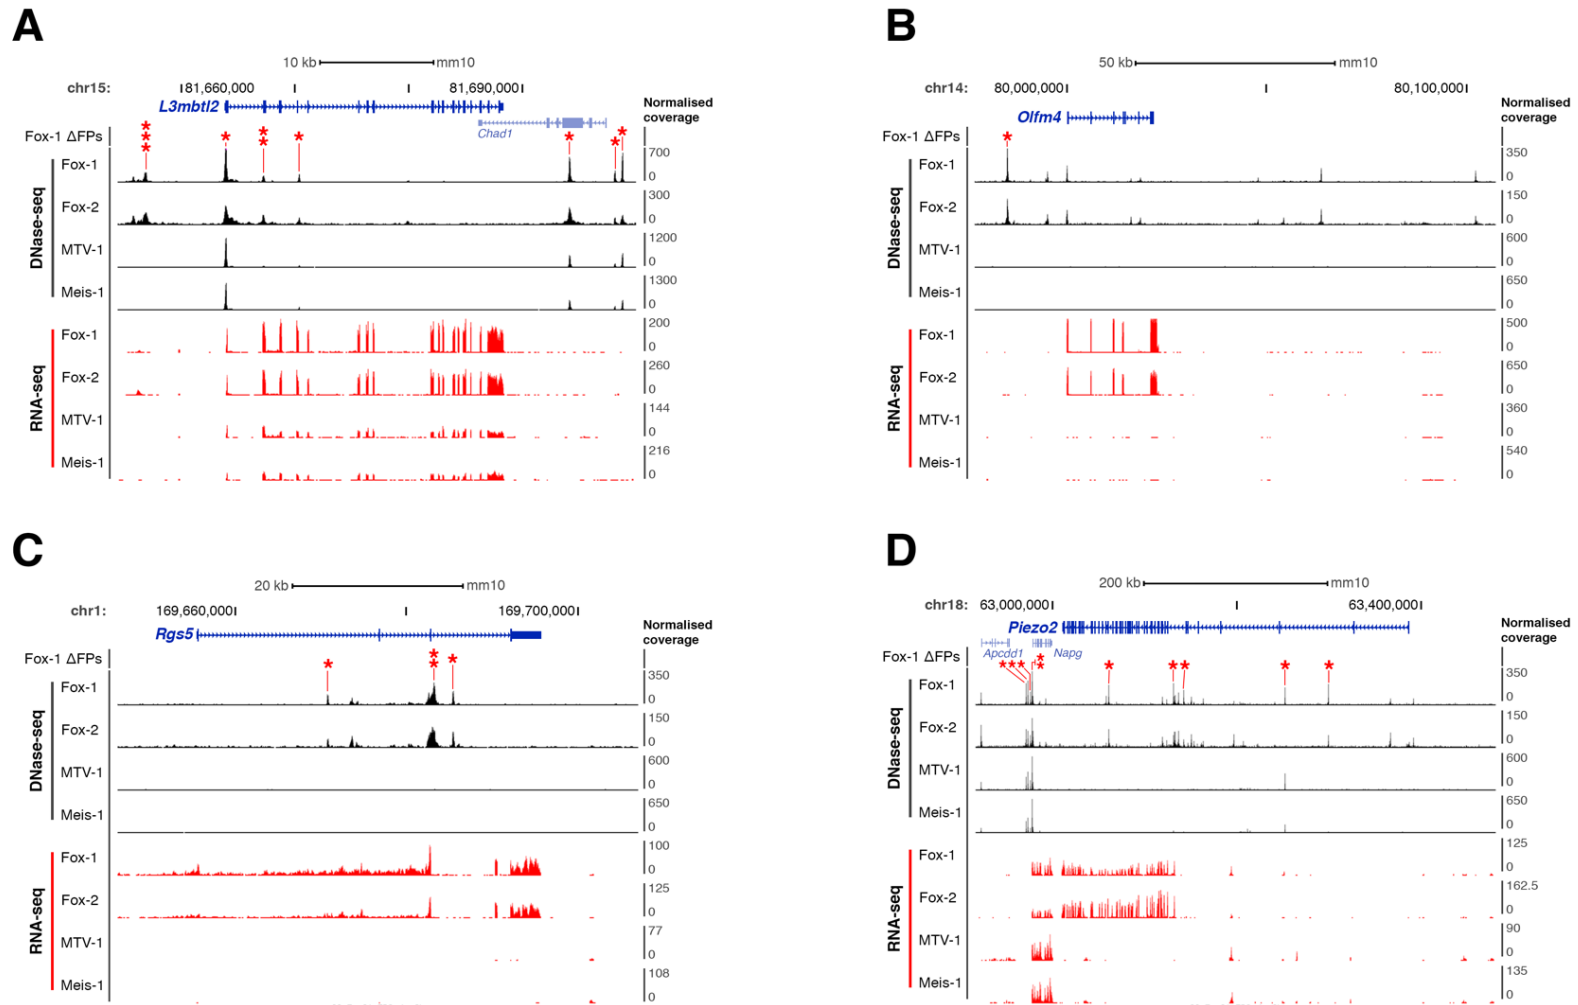 A
10 kb mm10
chr15: 81,660,000 81,690,000
L3mbtl2
Chad1
Normalised coverage
Fox-1 ΔFPs
* * * * * * * * * *
DNase-seq
Fox-1 700 0
Fox-2 300 0
MTV-1 1200 0
Meis-1 1300 0
RNA-seq
Fox-1 200 0
Fox-2 260 0
MTV-1 144 0
Meis-1 216 0
B
50 kb mm10
chr14: 80,000,000 80,100,000
Olfm4
Normalised coverage
Fox-1 ΔFPs
*
DNase-seq
Fox-1 350 0
Fox-2 150 0
MTV-1 600 0
Meis-1 650 0
RNA-seq
Fox-1 500 0
Fox-2 650 0
MTV-1 360 0
Meis-1 540 0
C
20 kb mm10
chr1: 169,660,000 169,700,000
Rgs5
Normalised coverage
Fox-1 ΔFPs
* * * *
DNase-seq
Fox-1 350 0
Fox-2 150 0
MTV-1 600 0
Meis-1 650 0
RNA-seq
Fox-1 100 0
Fox-2 125 0
MTV-1 77 0
Meis-1 108 0
D
200 kb mm10
chr18: 63,000,000 63,400,000
Piezo2
Apcdd1 Napg
Normalised coverage
Fox-1 ΔFPs
* * * * * * * * * *
DNase-seq
Fox-1 350 0
Fox-2 150 0
MTV-1 600 0
Meis-1 650 0
RNA-seq
Fox-1 125 0
Fox-2 162.5 0
MTV-1 90 0
Meis-1 135 0